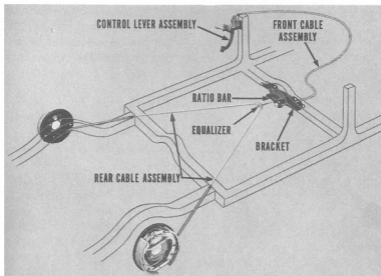 CONTROL LEVER ASSEMBLY
FRONT CABLE
ASSEMBLY
RATIO BAR
EQUALIZER
BRACKET
REAR CABLE ASSEMBLY